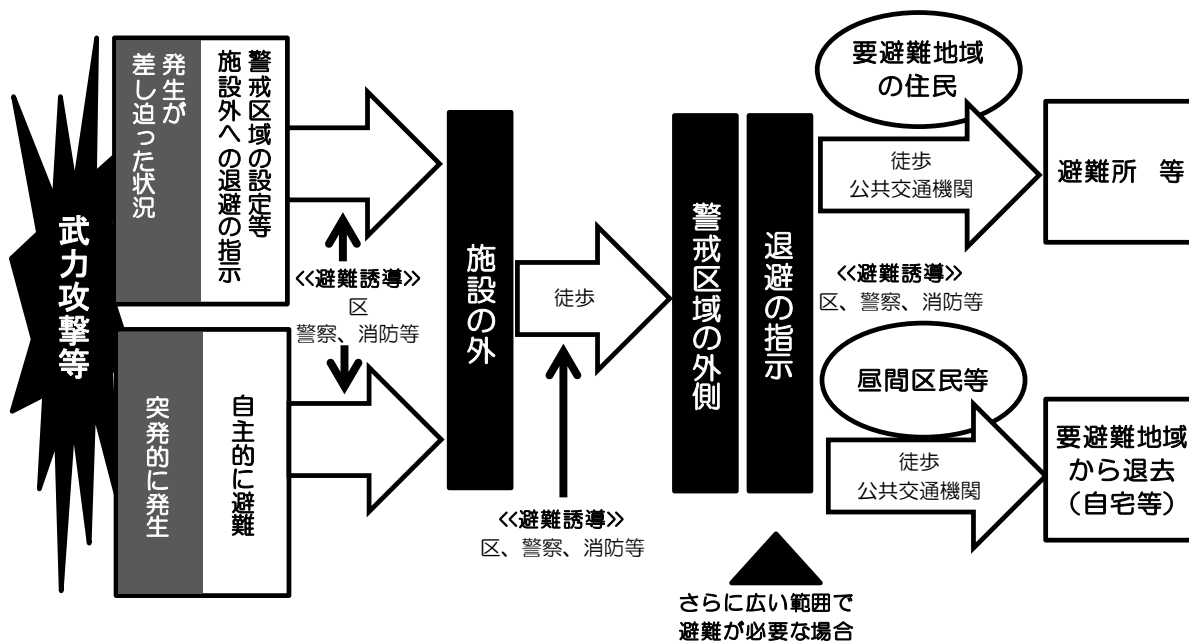 武力攻撃等
発生が
差し迫った状況
警戒区域の設定等
施設外への退避の指示
突発的に発生
自主的に避難
≪避難誘導≫
区
警察、消防等
施設の外
徒歩
≪避難誘導≫
区、警察、消防等
警戒区域の外側
退避の指示
さらに広い範囲で
避難が必要な場合
要避難地域
の住民
徒歩
公共交通機関
避難所 等
≪避難誘導≫
区、警察、消防等
昼間区民等
徒歩
公共交通機関
要避難地域
から退去
（自宅等）